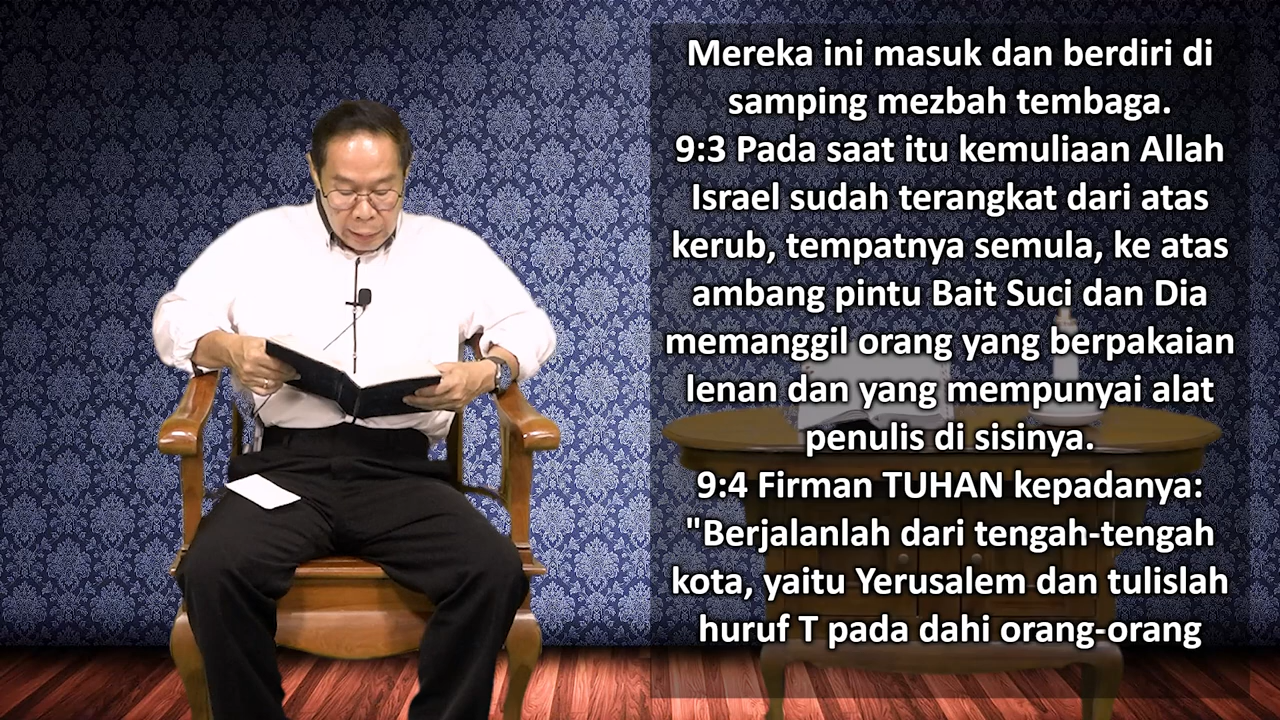 Mereka ini masuk dan berdiri di
samping mezbah tembaga.
9:3 Pada saat itu kemuliaan Allah
Israel sudah terangkat dari atas
kerub, tempatnya semula, ke atas
ambang pintu Bait Suci dan Dia
memanggil orang yang berpakaian
lenan dan yang mempunyai alat
penulis di sisinya.
9:4 Firman TUHAN kepadanya:
"Berjalanlah dari tengah-tengah
kota, yaitu Yerusalem dan tulislah
huruf T pada dahi orang-orang